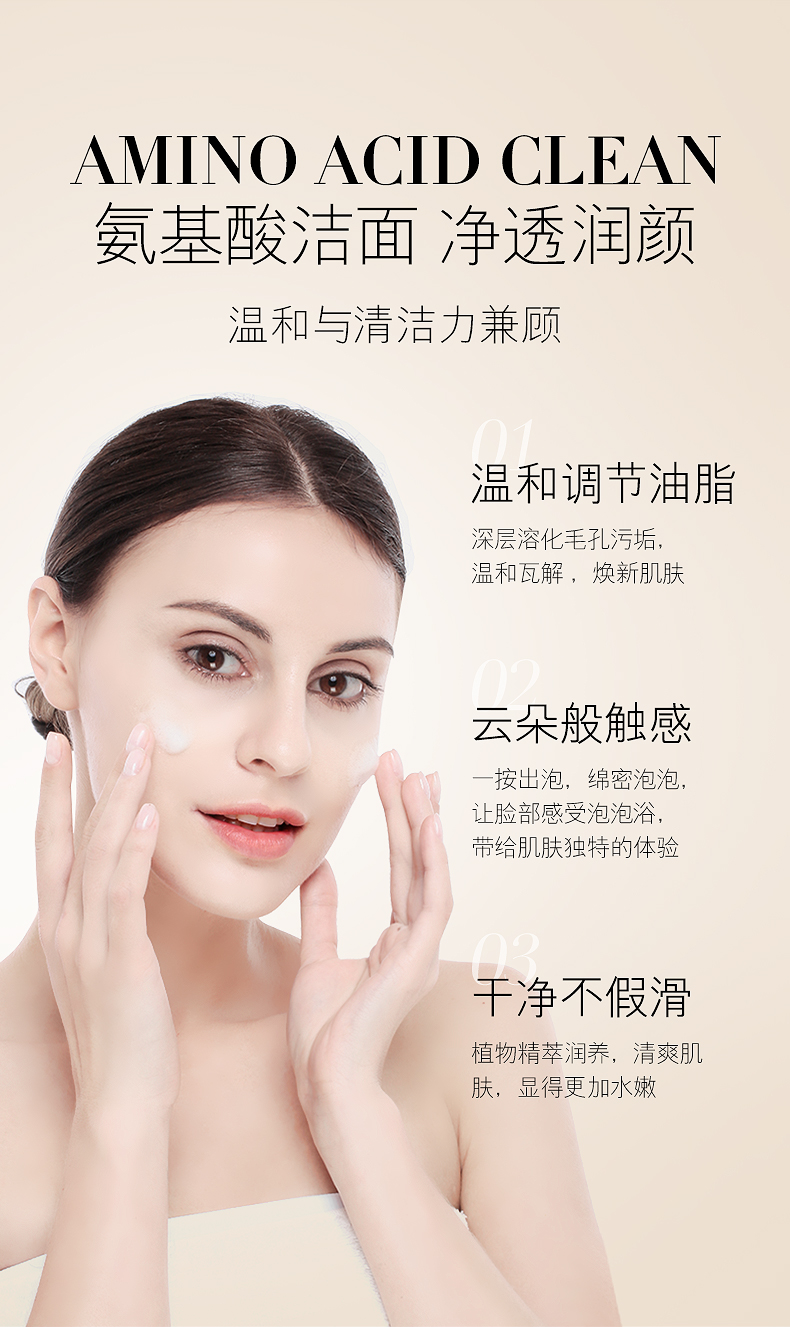 AMINO ACID CLEAN
氨基酸洁面 净透润颜
温和与清洁力兼顾
01
温和调节油脂
深层溶化毛孔污垢，
温和瓦解，焕新肌肤
02
云朵般触感
一按出泡，绵密泡泡，
让脸部感受泡泡浴，
带给肌肤独特的体验
03
干净不假滑
植物精萃润养，清爽肌
肤，显得更加水嫩